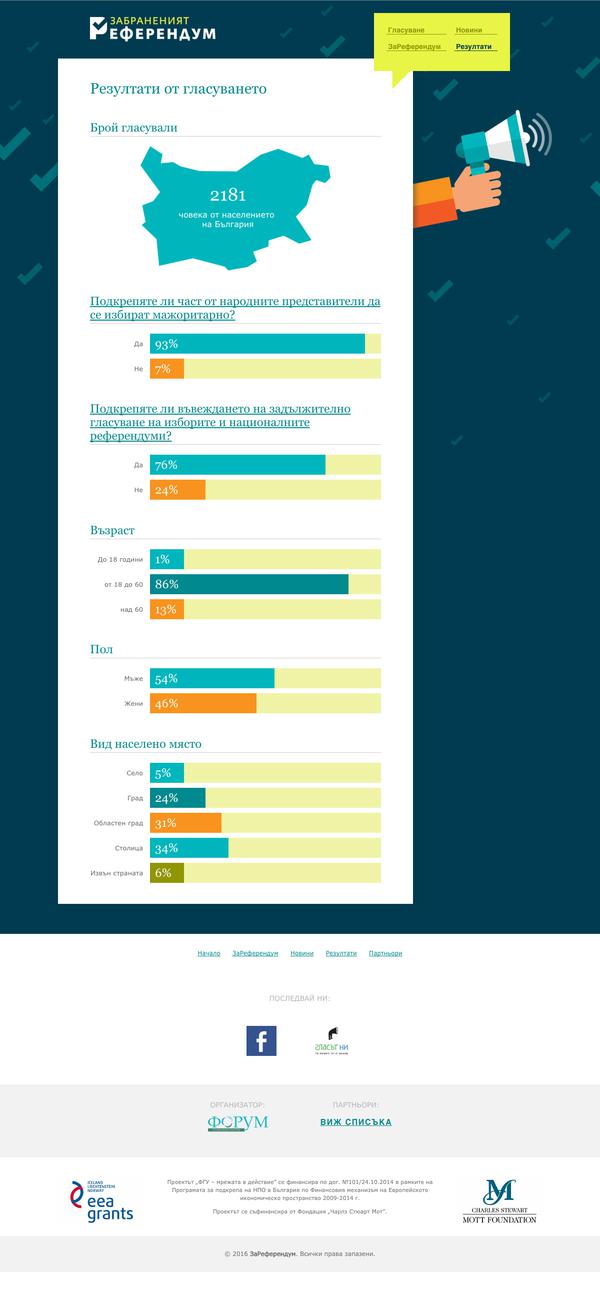 ЗАБРАНЕНИЯТ
РЕФЕРЕНДУМ
Гласуване
Новини
ЗаРеферендум
Резултати
Резултати от гласуването
Брой гласували
2181
човека от населението
на България
Подкрепяте ли част от народните представители да
се избират мажоритарно?
Да
93%
Не
7%
Подкрепяте ли въвеждането на задължително
гласуване на изборите и националните
референдуми?
Да
76%
Не
24%
Възраст
До 18 години
1%
от 18 до 60
86%
над 60
13%
Пол
Мъже
54%
Жени
46%
Вид населено място
Село
5%
Град
24%
Областен град
31%
Столица
34%
Извън страната
6%
Начало ЗаРеферендум Новини Резултати Партньори
ПОСЛЕДВАЙ НИ:
f
гласът ни
ОРГАНИЗАТОР:
ПАРТНЬОРИ:
ФОРУМ
ВИЖ СПИСЪКА
ICELAND
LIECHTENSTEIN
NORWAY
eea
grants
Проектът „ФГУ – мрежата в действие“ се финансира по дог. №101/24.10.2014 в рамките на
Програмата за подкрепа на НПО в България по Финансовия механизъм на Европейското
икономическо пространство 2009-2014 г.
Проектът се съфинансира от Фондация „Чарлз Стюарт Мот“.
CHARLES STEWART
MOTT FOUNDATION
© 2016 ЗаРеферендум. Всички права запазени.